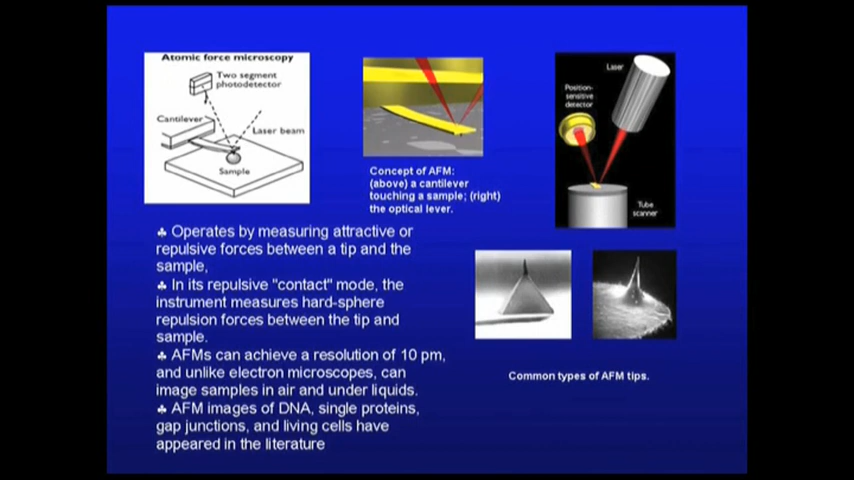 Atomic force microscopy
Two segment
photodetector
Cantilever
Laser beam
Sample
Concept of AFM:
(above) a cantilever
touching a sample; (right)
the optical lever.
Laser
Position-
sensitive
detector
Tube
scanner
♣ Operates by measuring attractive or
repulsive forces between a tip and the
sample,
♣ In its repulsive "contact" mode, the
instrument measures hard-sphere
repulsion forces between the tip and
sample.
♣ AFMs can achieve a resolution of 10 pm,
and unlike electron microscopes, can
image samples in air and under liquids.
♣ AFM images of DNA, single proteins,
gap junctions, and living cells have
appeared in the literature
Common types of AFM tips.